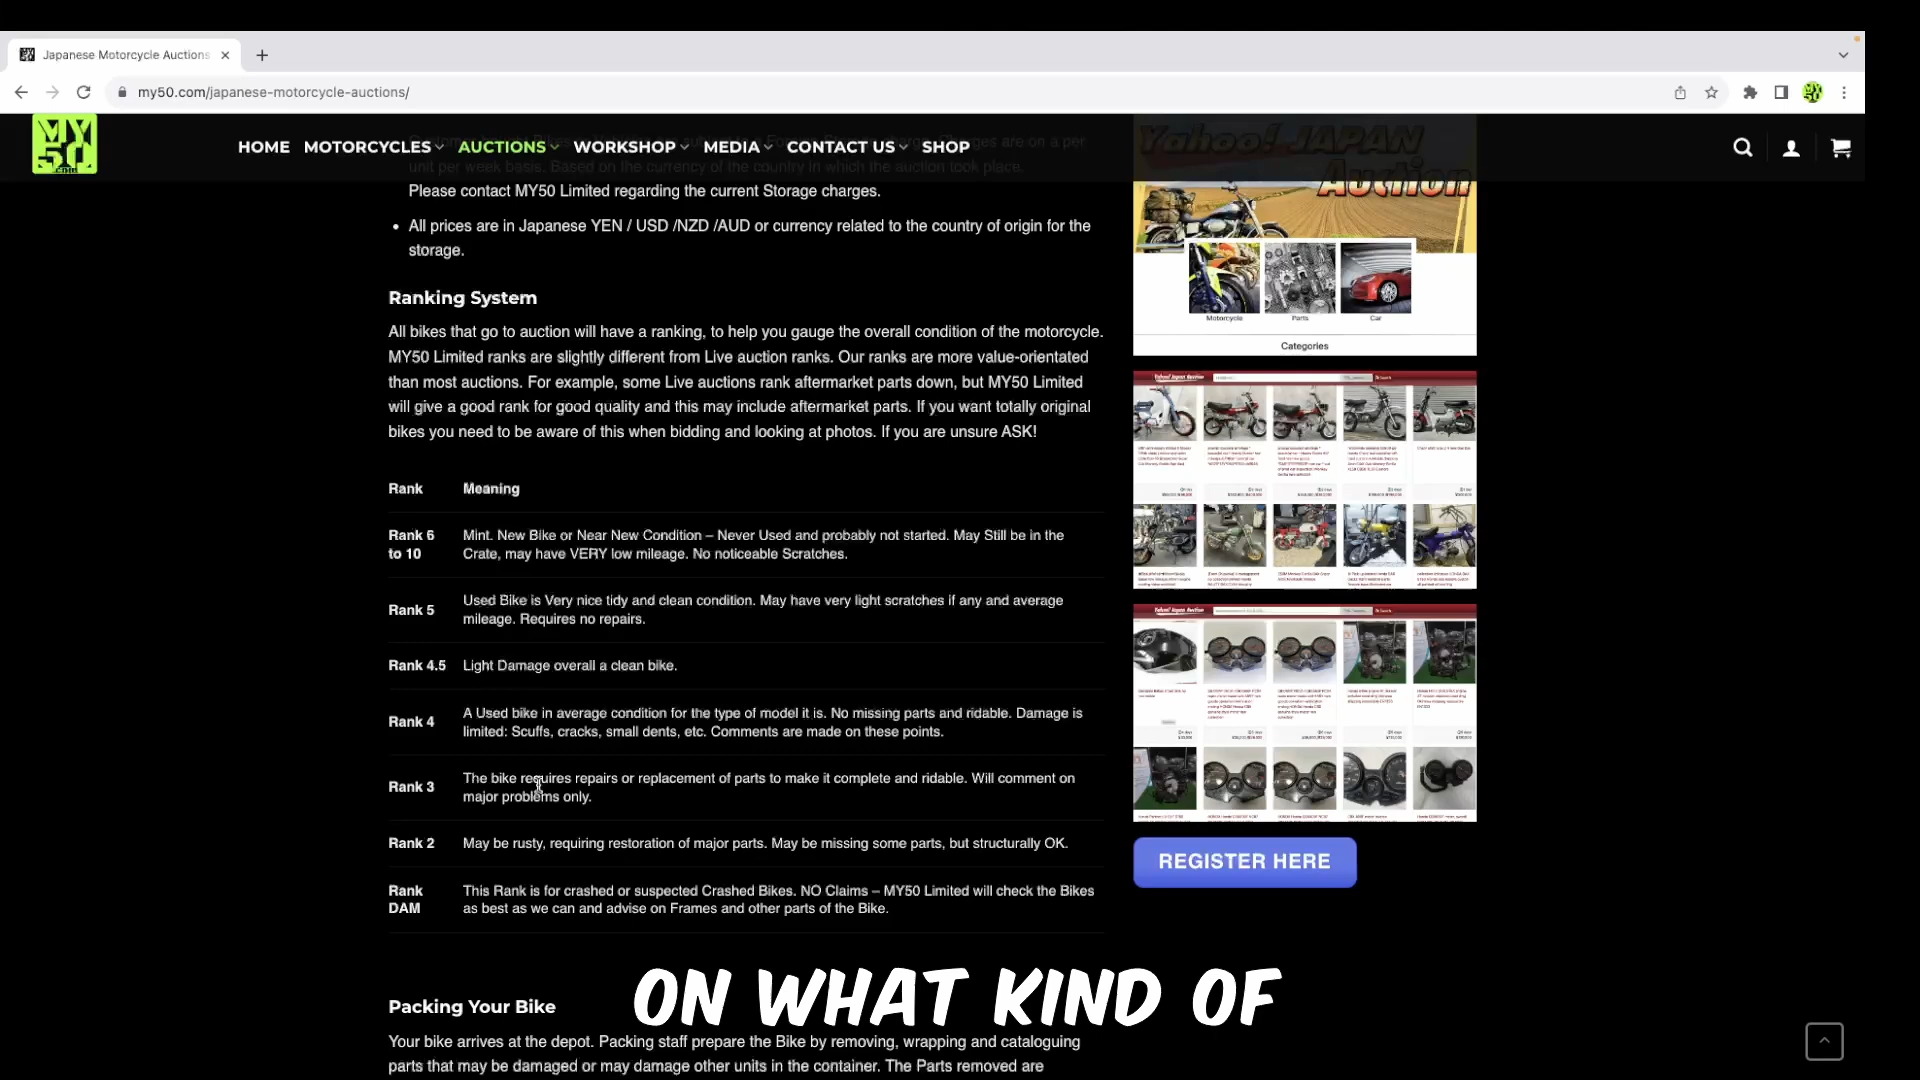 Japanese Motorcycle Auctions
my50.com/japanese-motorcycle-auctions/
MY
50
.com
HOME MOTORCYCLES AUCTIONS WORKSHOP MEDIA CONTACT US SHOP
unit per week basis. Based on the currency of the country in which the auction took place.
Please contact MY50 Limited regarding the current Storage charges.
• All prices are in Japanese YEN / USD /NZD /AUD or currency related to the country of origin for the
storage.
Ranking System
All bikes that go to auction will have a ranking, to help you gauge the overall condition of the motorcycle.
MY50 Limited ranks are slightly different from Live auction ranks. Our ranks are more value-orientated
than most auctions. For example, some Live auctions rank aftermarket parts down, but MY50 Limited
will give a good rank for good quality and this may include aftermarket parts. If you want totally original
bikes you need to be aware of this when bidding and looking at photos. If you are unsure ASK!
Rank Meaning
Rank 6 to 10
Mint. New Bike or Near New Condition – Never Used and probably not started. May Still be in the
Crate, may have VERY low mileage. No noticeable Scratches.
Rank 5
Used Bike is Very nice tidy and clean condition. May have very light scratches if any and average
mileage. Requires no repairs.
Rank 4.5 Light Damage overall a clean bike.
Rank 4
A Used bike in average condition for the type of model it is. No missing parts and ridable. Damage is
limited: Scuffs, cracks, small dents, etc. Comments are made on these points.
Rank 3
The bike requires repairs or replacement of parts to make it complete and ridable. Will comment on
major problems only.
Rank 2 May be rusty, requiring restoration of major parts. May be missing some parts, but structurally OK.
Rank DAM
This Rank is for crashed or suspected Crashed Bikes. NO Claims – MY50 Limited will check the Bikes
as best as we can and advise on Frames and other parts of the Bike.
Packing Your Bike
Your bike arrives at the depot. Packing staff prepare the Bike by removing, wrapping and cataloguing
parts that may be damaged or may damage other units in the container. The Parts removed are
Yahoo! JAPAN
Auction
Motorcycle Parts Car
Categories
Yahoo! Japan Auction
Yahoo! Japan Auction
REGISTER HERE
ON WHAT KIND OF